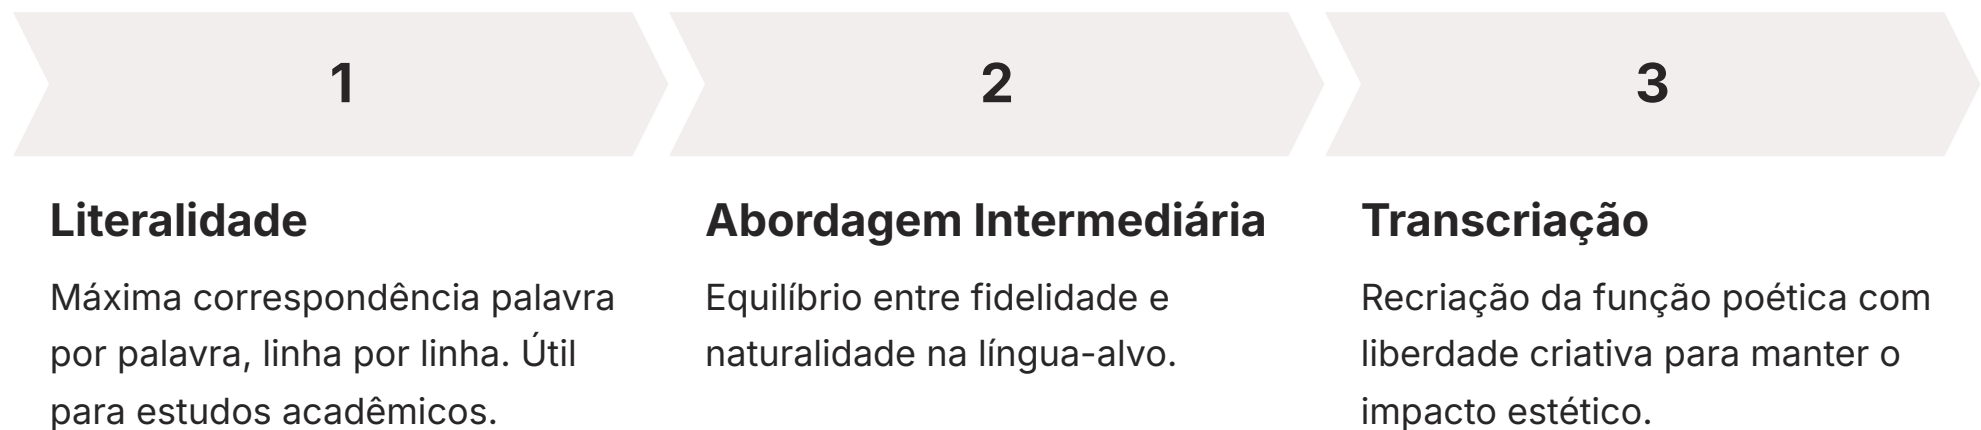 1
Literalidade
Máxima correspondência palavra
por palavra, linha por linha. Útil
para estudos acadêmicos.
2
Abordagem Intermediária
Equilíbrio entre fidelidade e
naturalidade na língua-alvo.
3
Transcriação
Recriação da função poética com
liberdade criativa para manter o
impacto estético.